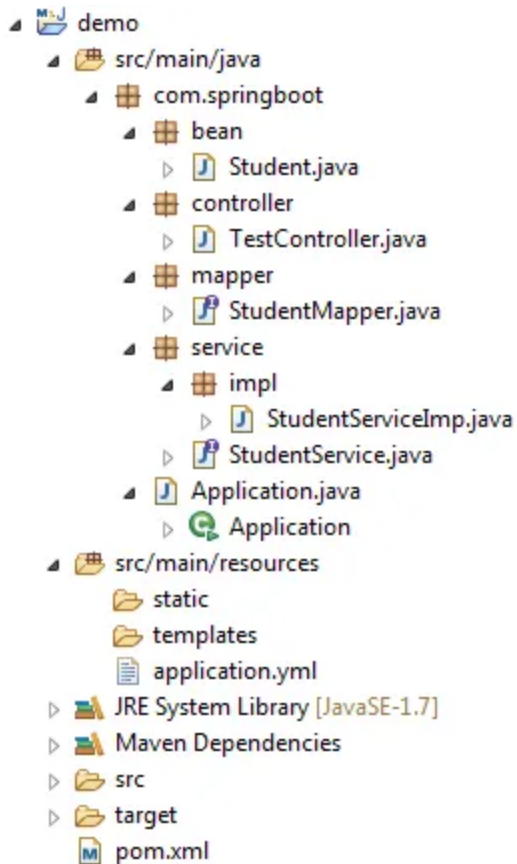 demo
src/main/java
com.springboot
bean
Student.java
controller
TestController.java
mapper
StudentMapper.java
service
impl
StudentServiceImp.java
StudentService.java
Application.java
Application
src/main/resources
static
templates
application.yml
JRE System Library [JavaSE-1.7]
Maven Dependencies
src
target
pom.xml